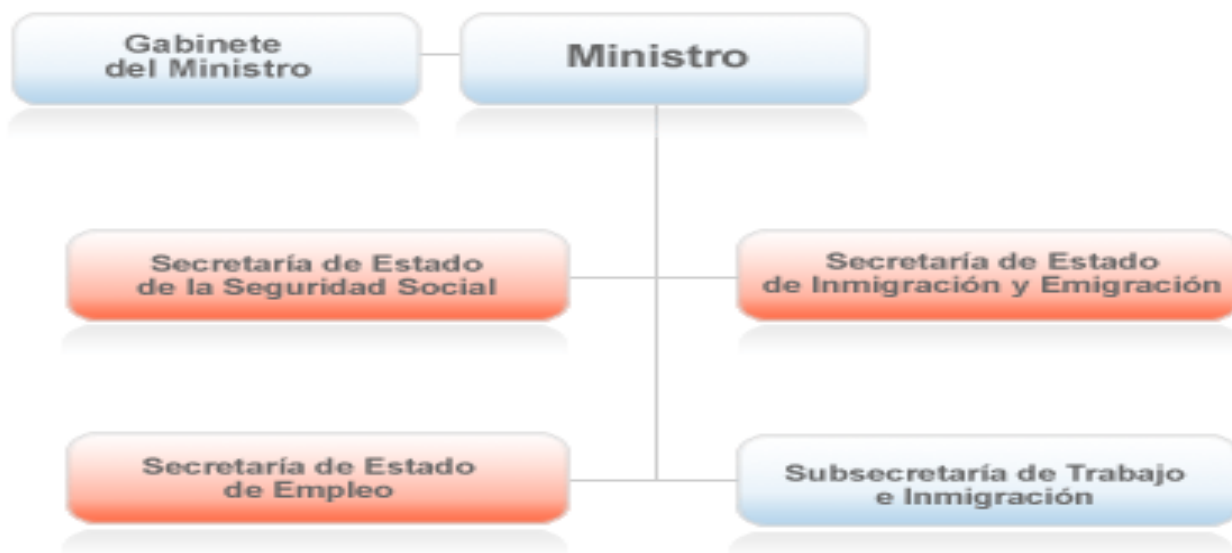 Gabinete
del Ministro
Ministro
Secretaría de Estado
de la Seguridad Social
Secretaría de Estado
de Inmigración y Emigración
Secretaría de Estado
de Empleo
Subsecretaría de Trabajo
e Inmigración